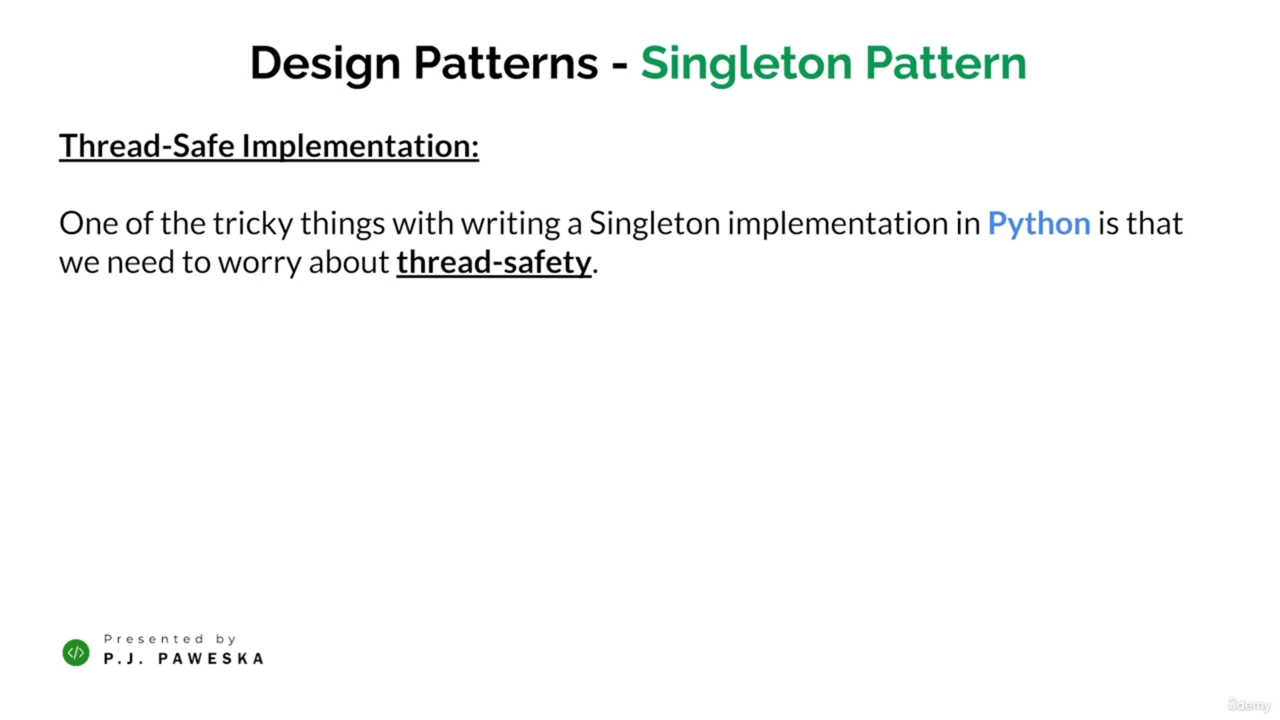 Design Patterns - Singleton Pattern
Thread-Safe Implementation:
One of the tricky things with writing a Singleton implementation in Python is that
we need to worry about thread-safety.
Presented by
P.J. PAWESKA
ûdemy